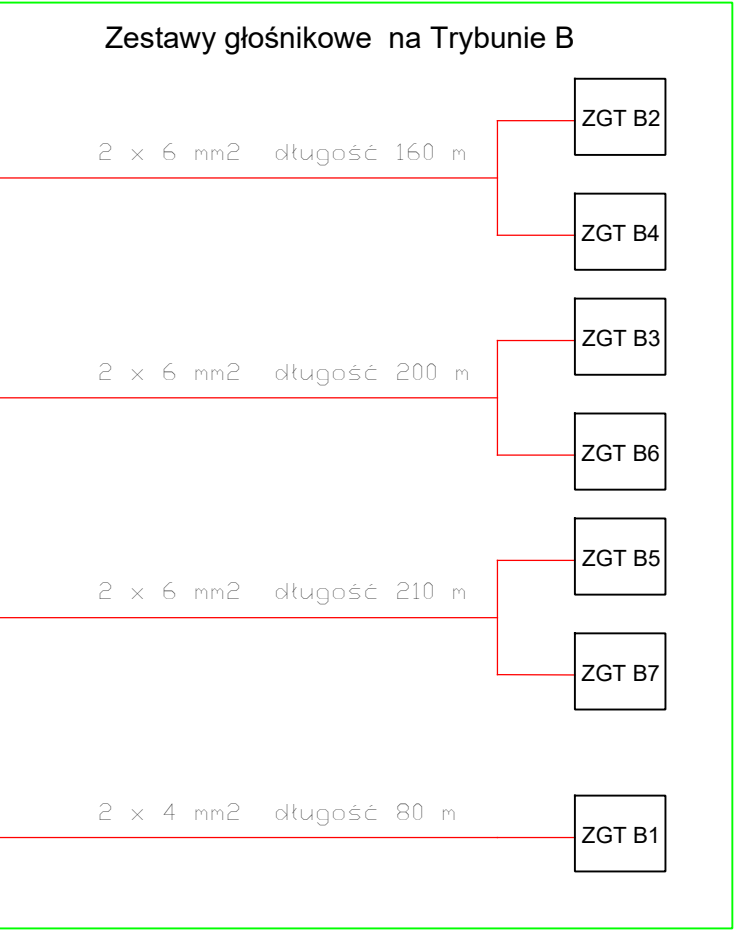 Zestawy głośnikowe na Trybunie B
ZGT B2
2 x 6 mm2 długość 160 m
ZGT B4
ZGT B3
2 x 6 mm2 długość 200 m
ZGT B6
ZGT B5
2 x 6 mm2 długość 210 m
ZGT B7
2 x 4 mm2 długość 80 m
ZGT B1